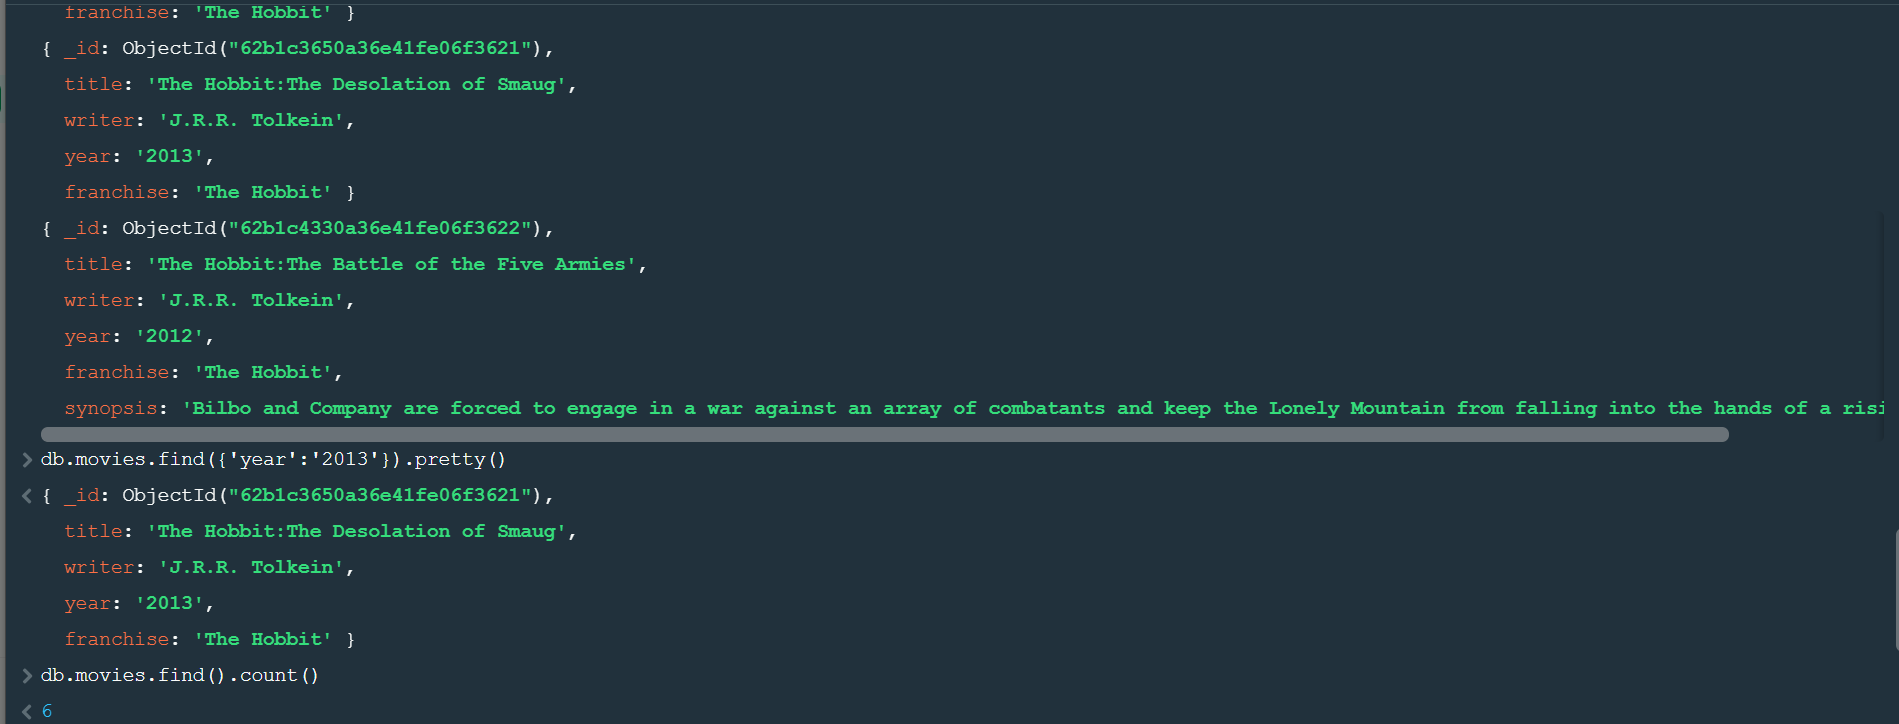 franchise: 'The Hobbit' }
{ _id: ObjectId("62b1c3650a36e41fe06f3621"),
title: 'The Hobbit:The Desolation of Smaug',
writer: 'J.R.R. Tolkein',
year: '2013',
franchise: 'The Hobbit' }
{ _id: ObjectId("62b1c4330a36e41fe06f3622"),
title: 'The Hobbit:The Battle of the Five Armies',
writer: 'J.R.R. Tolkein',
year: '2012',
franchise: 'The Hobbit',
synopsis: 'Bilbo and Company are forced to engage in a war against an array of combatants and keep the Lonely Mountain from falling into the hands of a risi
> db.movies.find({'year':'2013'}).pretty()
< { _id: ObjectId("62b1c3650a36e41fe06f3621"),
title: 'The Hobbit:The Desolation of Smaug',
writer: 'J.R.R. Tolkein',
year: '2013',
franchise: 'The Hobbit' }
> db.movies.find().count()
< 6